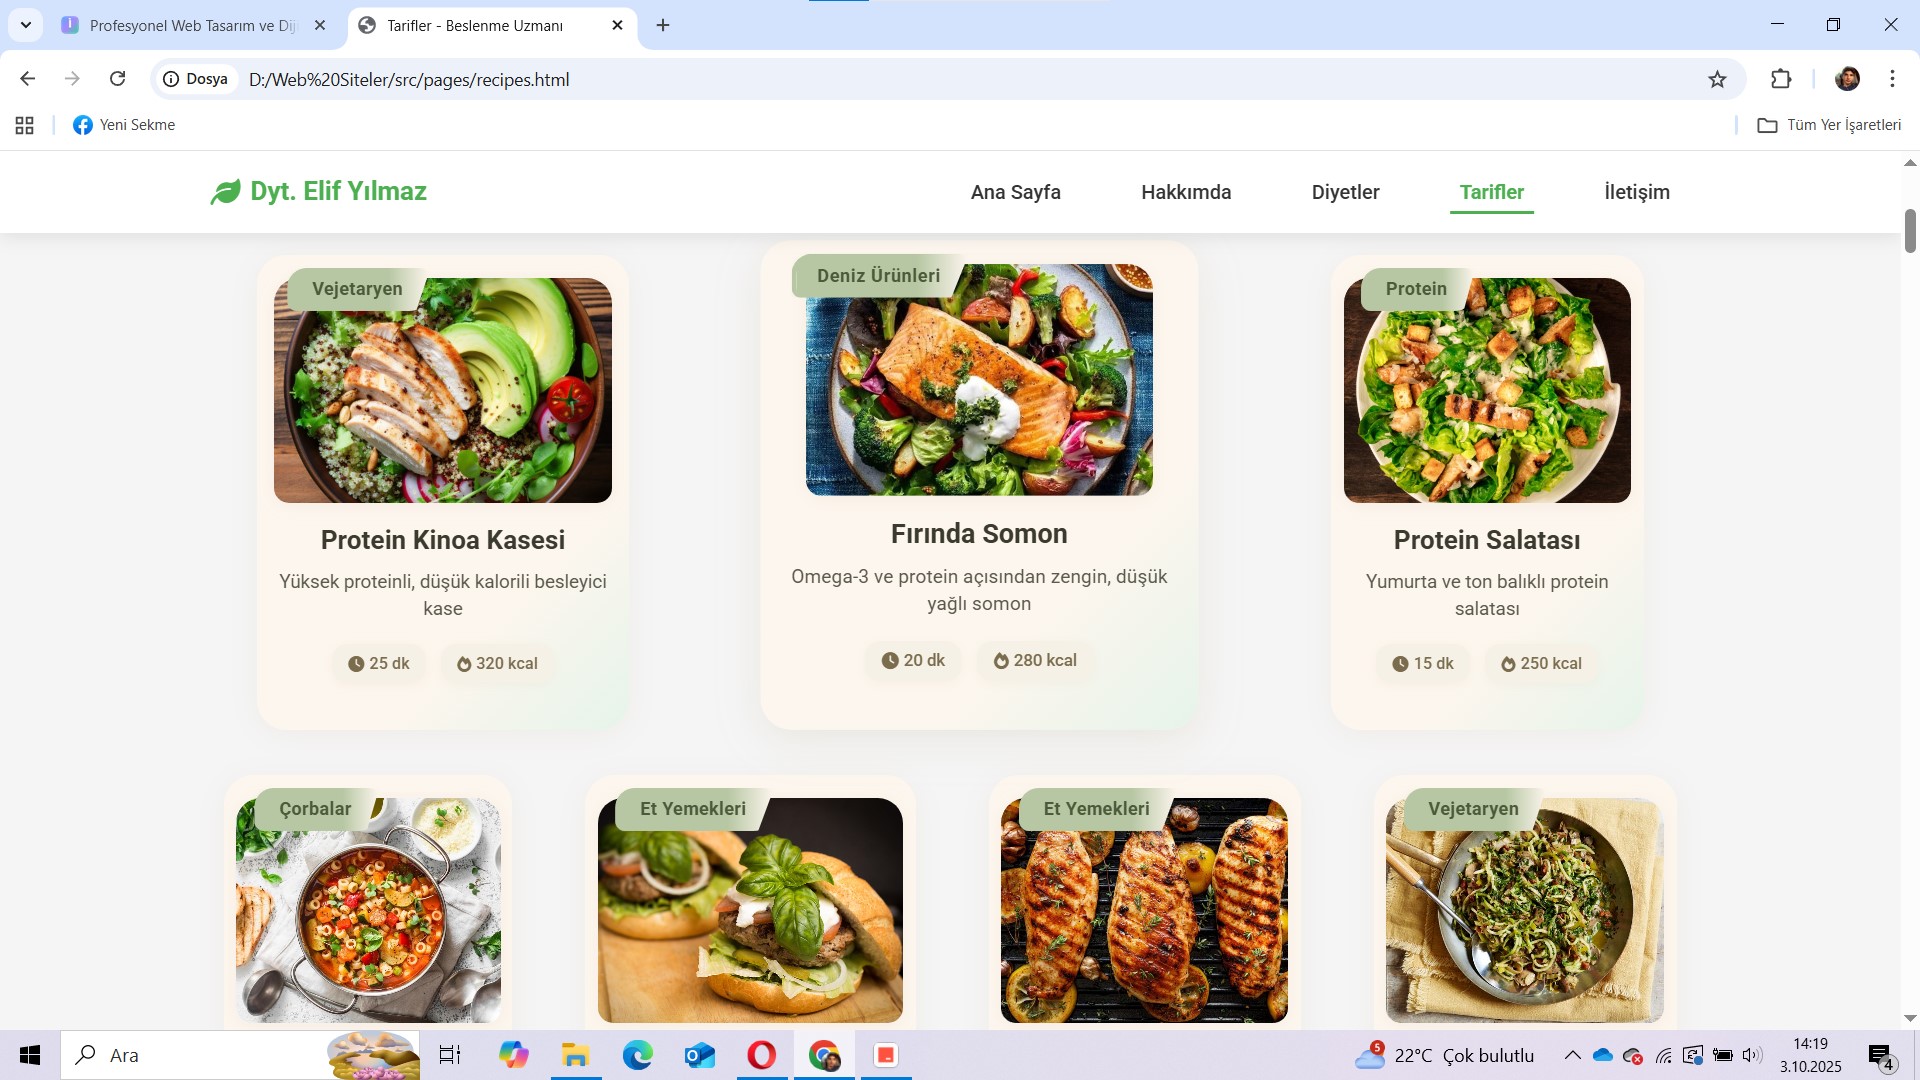 Profesyonel Web Tasarım ve Dij
Tarifler - Beslenme Uzmanı
Dosya
D:/Web%20Siteler/src/pages/recipes.html
Yeni Sekme
Tüm Yer İşaretleri
Dyt. Elif Yılmaz
Ana Sayfa
Hakkımda
Diyetler
Tarifler
İletişim
Vejetaryen
Deniz Ürünleri
Protein
Protein Kinoa Kasesi
Yüksek proteinli, düşük kalorili besleyici
kase
25 dk
320 kcal
Fırında Somon
Omega-3 ve protein açısından zengin, düşük
yağlı somon
20 dk
280 kcal
Protein Salatası
Yumurta ve ton balıklı protein
salatası
15 dk
250 kcal
Çorbalar
Et Yemekleri
Et Yemekleri
Vejetaryen
Ara
5
22°C Çok bulutlu
14:19
3.10.2025
4